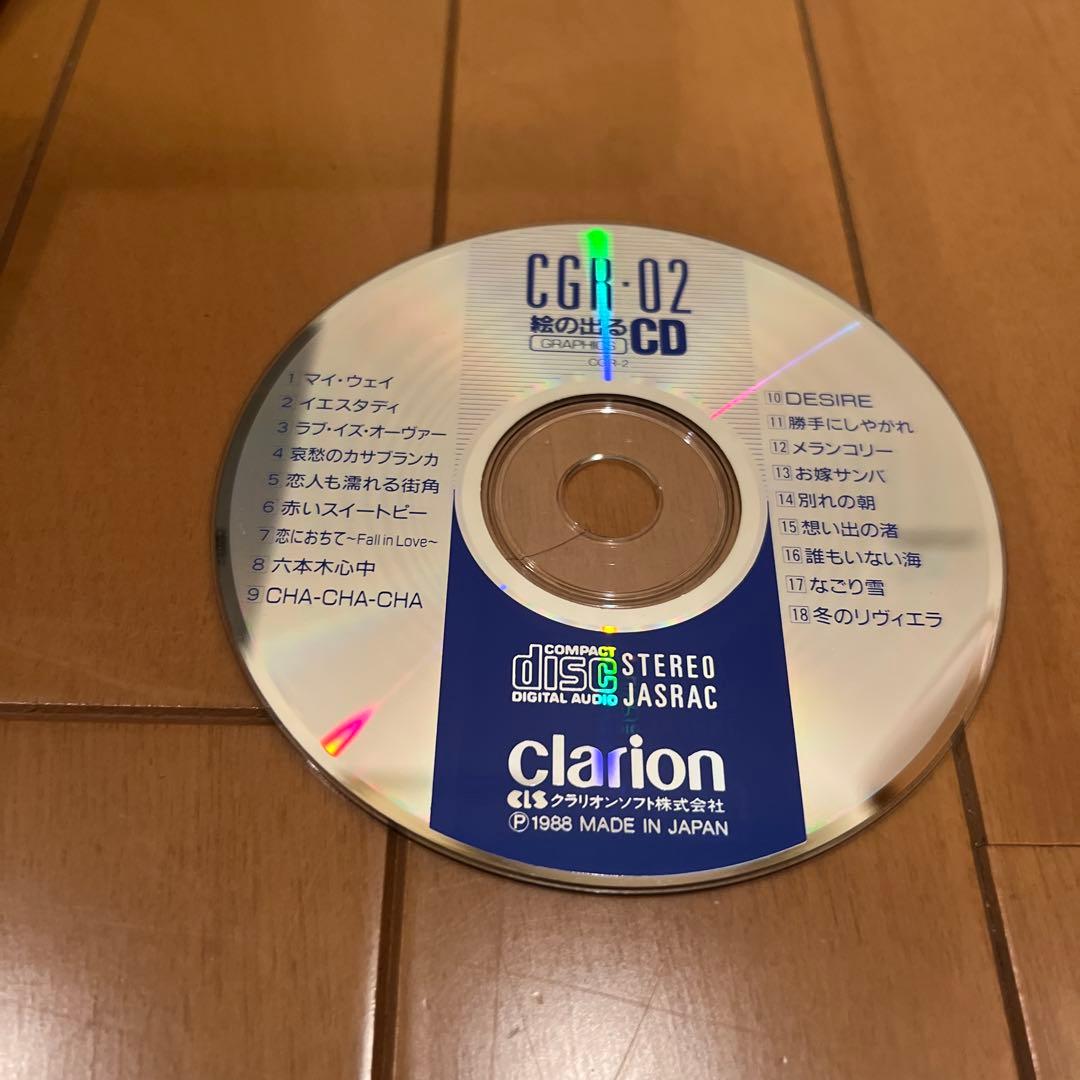 CGR-02
絵の出るCD
GRAPHICS
CGR-2
1 マイ・ウェイ
2 イエスタディ
3 ラブ・イズ・オーヴァー
4 哀愁のカサブランカ
5 恋人も濡れる街角
6 赤いスイートピー
7 恋におちて~Fall in Love~
8 六本木心中
9 CHA-CHA-CHA
10 DESIRE
11 勝手にしやがれ
12 メランコリー
13 お嫁サンバ
14 別れの朝
15 想い出の渚
16 誰もいない海
17 なごり雪
18 冬のリヴィエラ
COMPACT
disc
DIGITAL AUDIO
STEREO
JASRAC
clarion
CLS クラリオンソフト株式会社
Ⓟ1988 MADE IN JAPAN